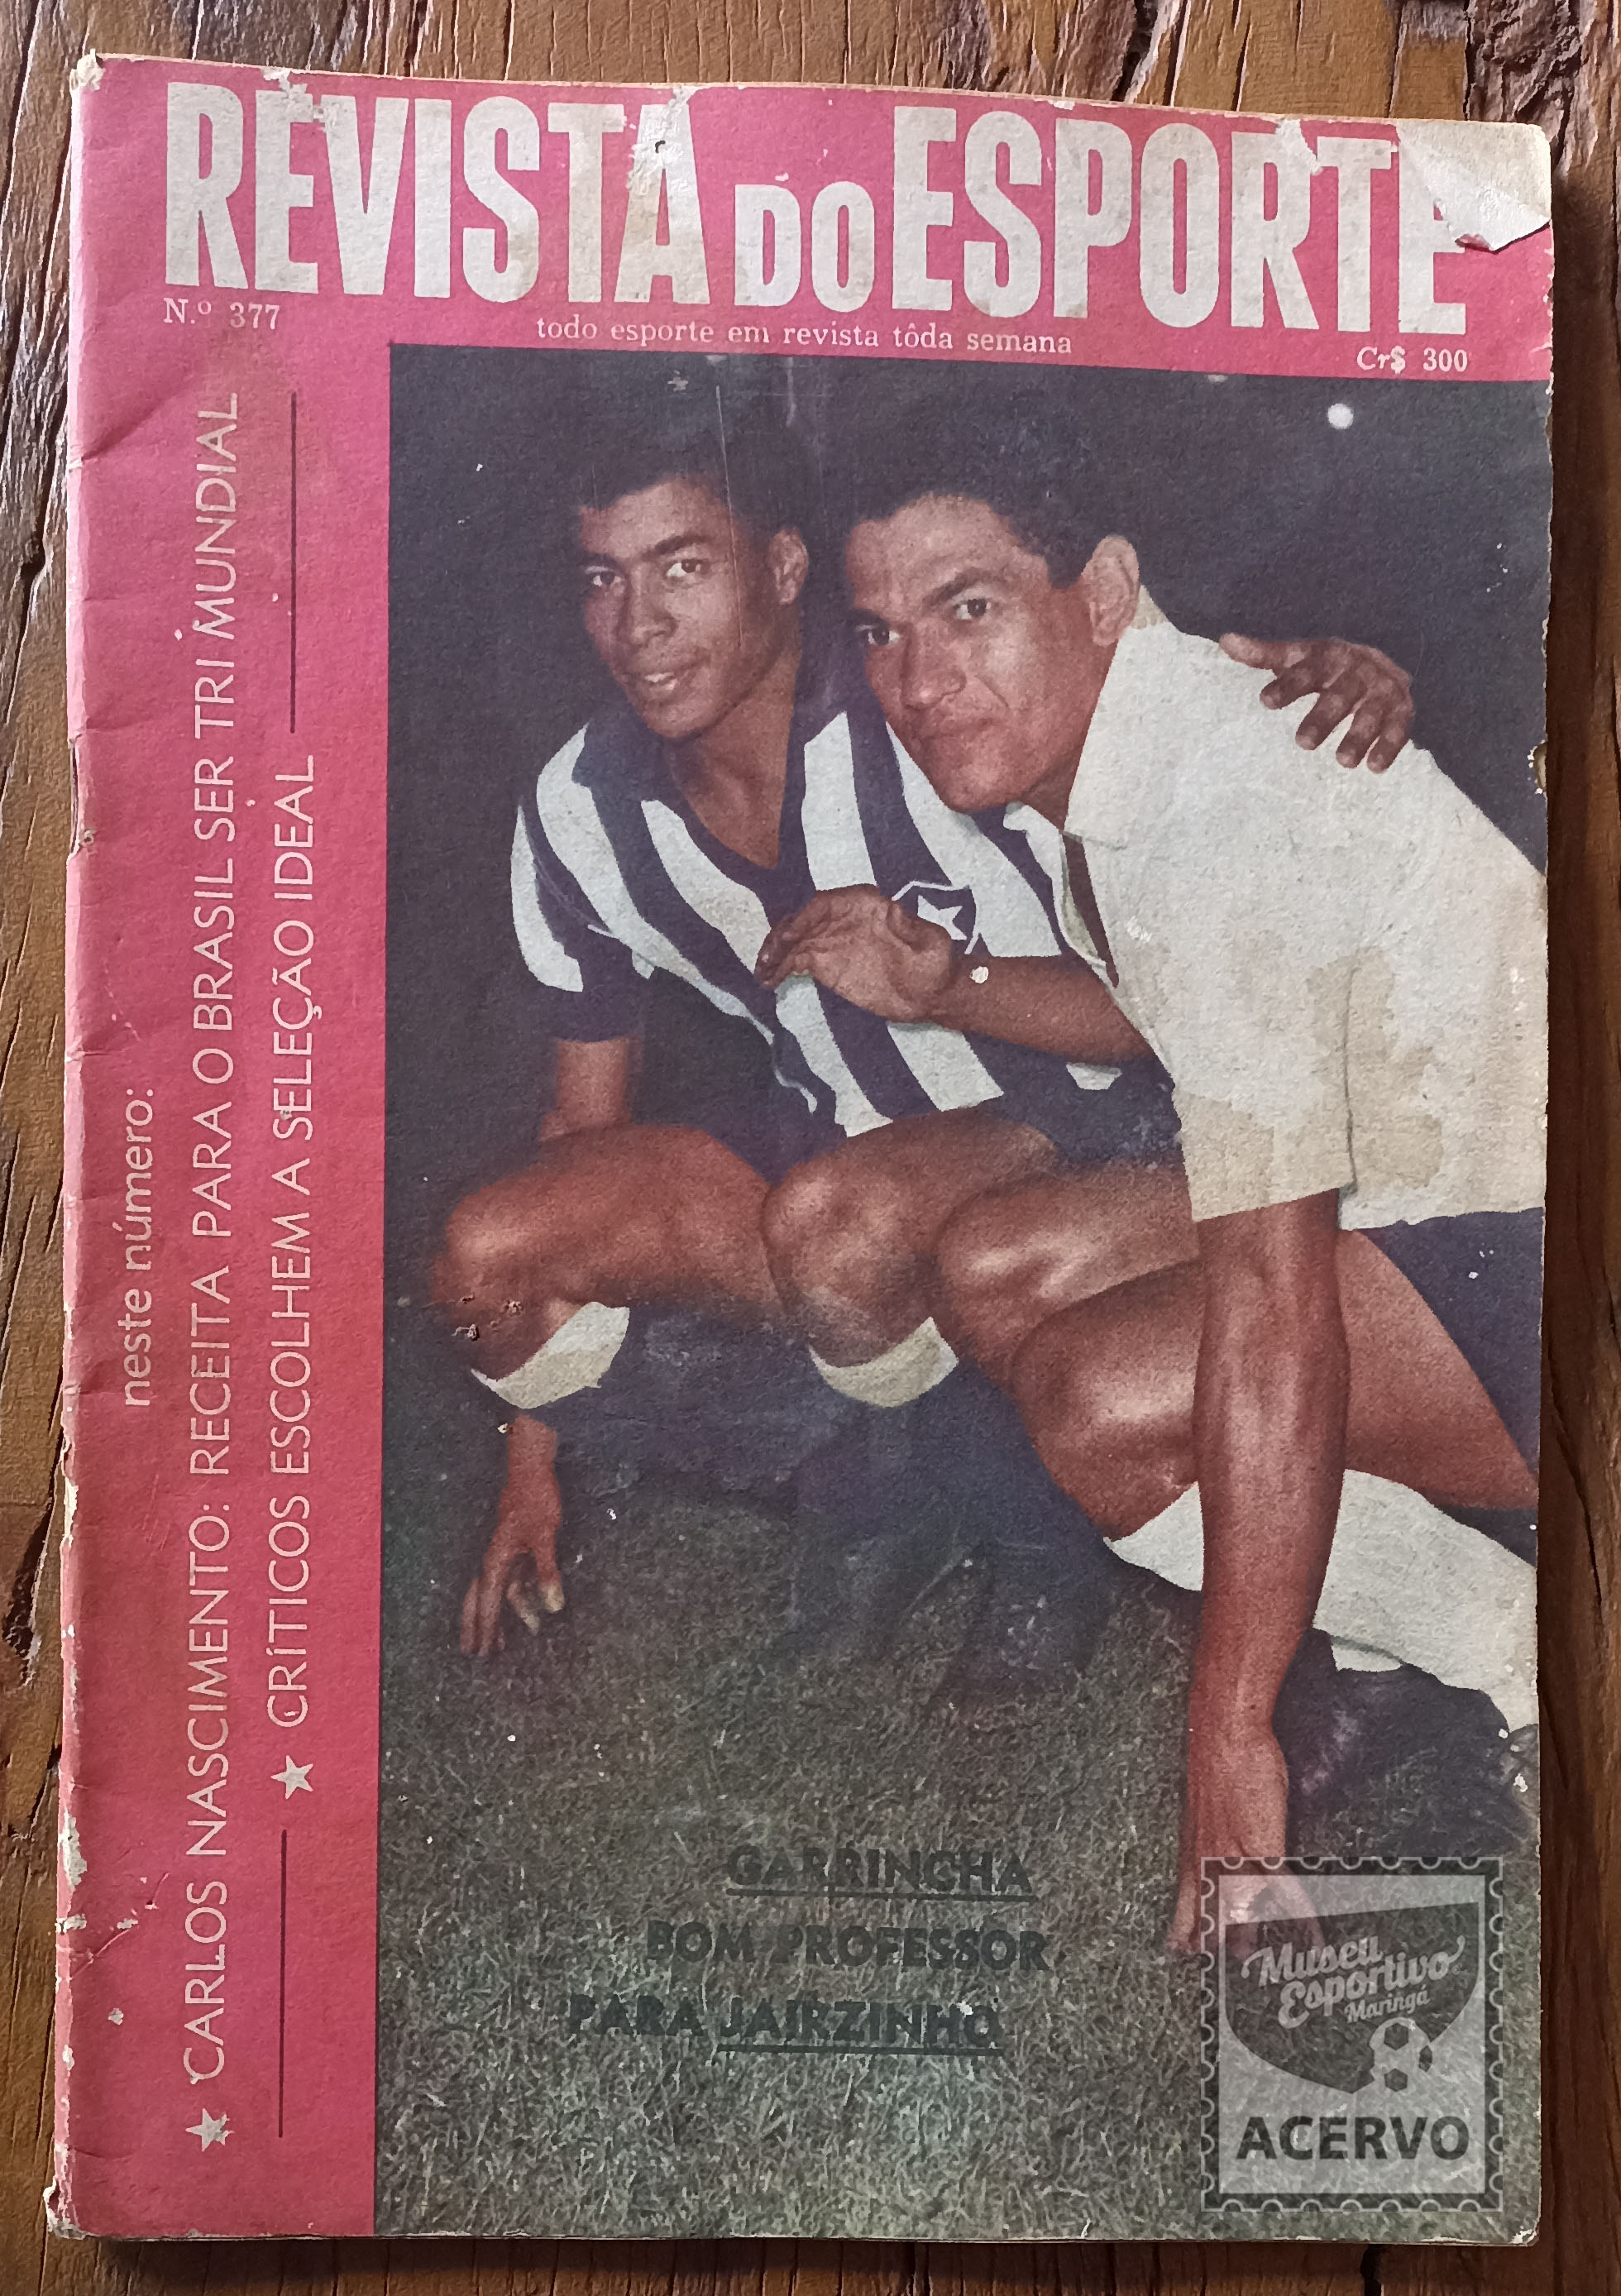 REVISTA DO ESPORTE
N.º 377
todo esporte em revista tôda semana
Cr$ 300
neste número:
★ CARLOS NASCIMENTO: RECEITA PARA O BRASIL SER TRI MUNDIAL
★ CRÍTICOS ESCOLHEM A SELEÇÃO IDEAL
GARRINCHA
BOM PROFESSOR
PARA JAIRZINHO
Museu
Esportivo
Maringá
ACERVO